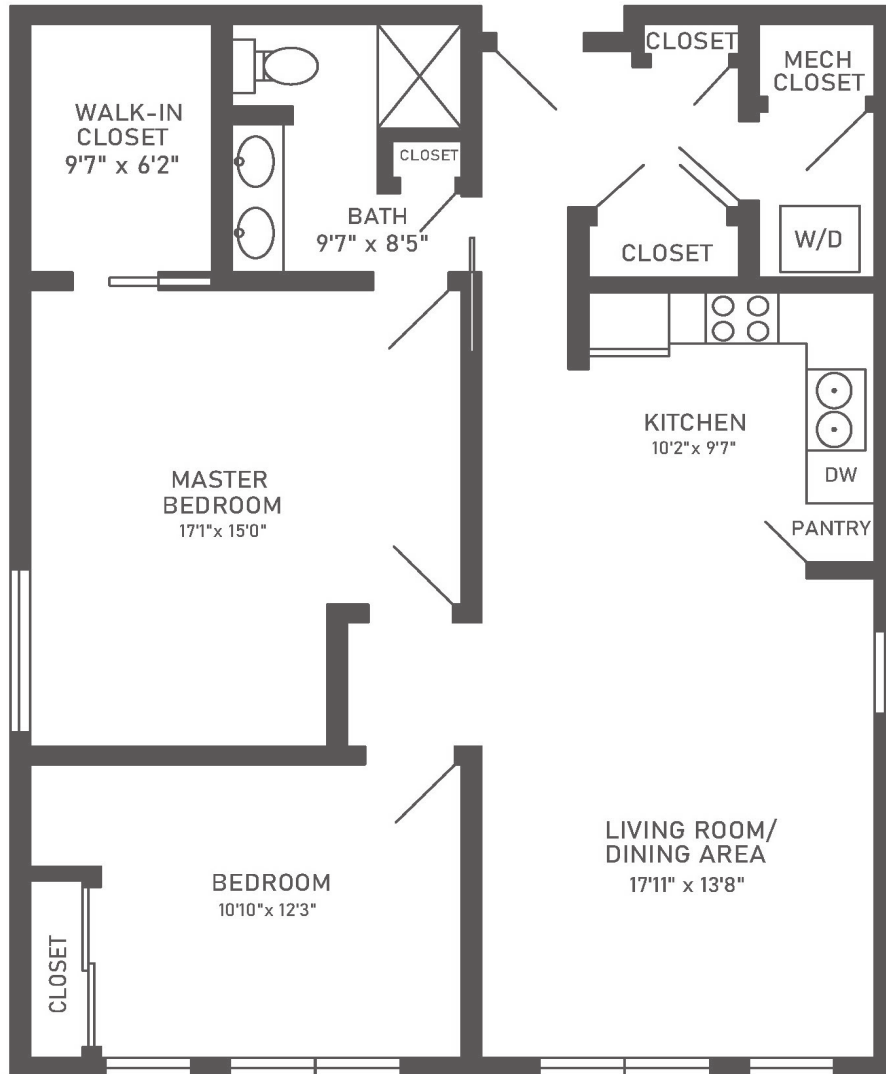 CLOSET
MECH
CLOSET
WALK-IN
CLOSET
9'7" x 6'2"
CLOSET
BATH
9'7" x 8'5"
CLOSET
W/D
KITCHEN
10'2" x 9'7"
DW
PANTRY
MASTER
BEDROOM
17'1" x 15'0"
LIVING ROOM/
DINING AREA
17'11" x 13'8"
BEDROOM
10'10" x 12'3"
CLOSET